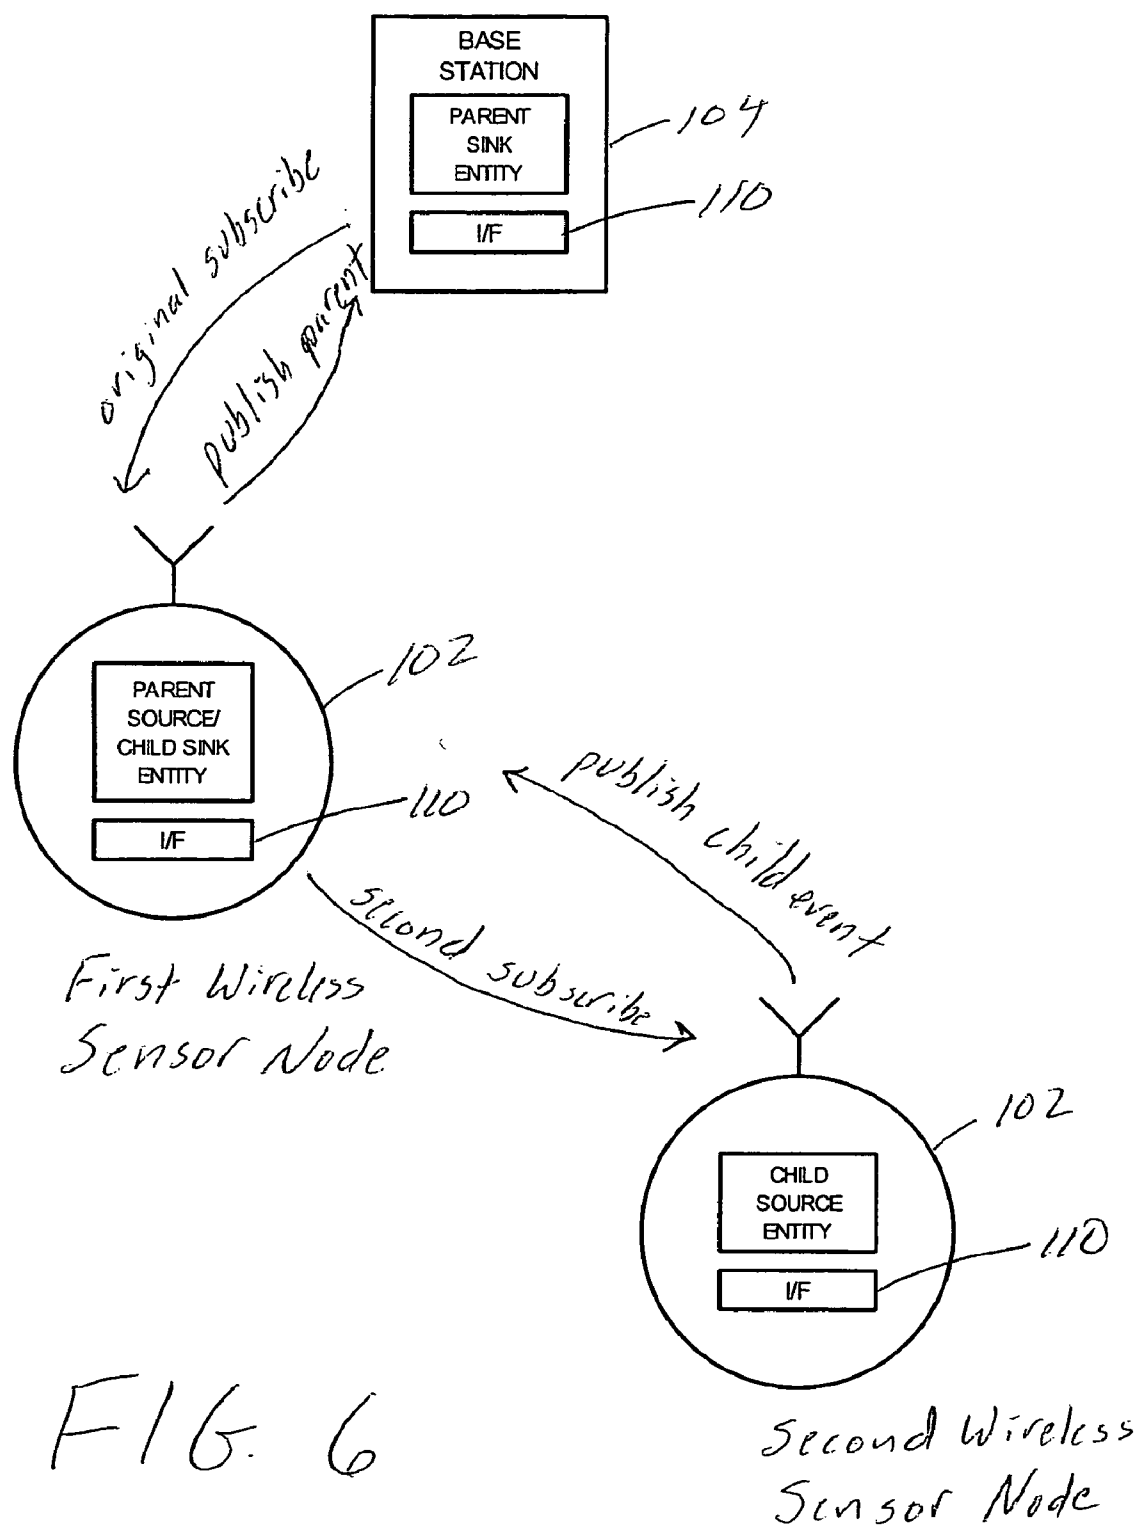 BASE
STATION
PARENT
SINK
ENTITY
I/F
104
110
original subscribe
publish parent
PARENT
SOURCE/
CHILD SINK
ENTITY
I/F
102
110
First Wireless
Sensor Node
publish child event
second subscribe
CHILD
SOURCE
ENTITY
I/F
102
110
Second Wireless
Sensor Node
FIG. 6